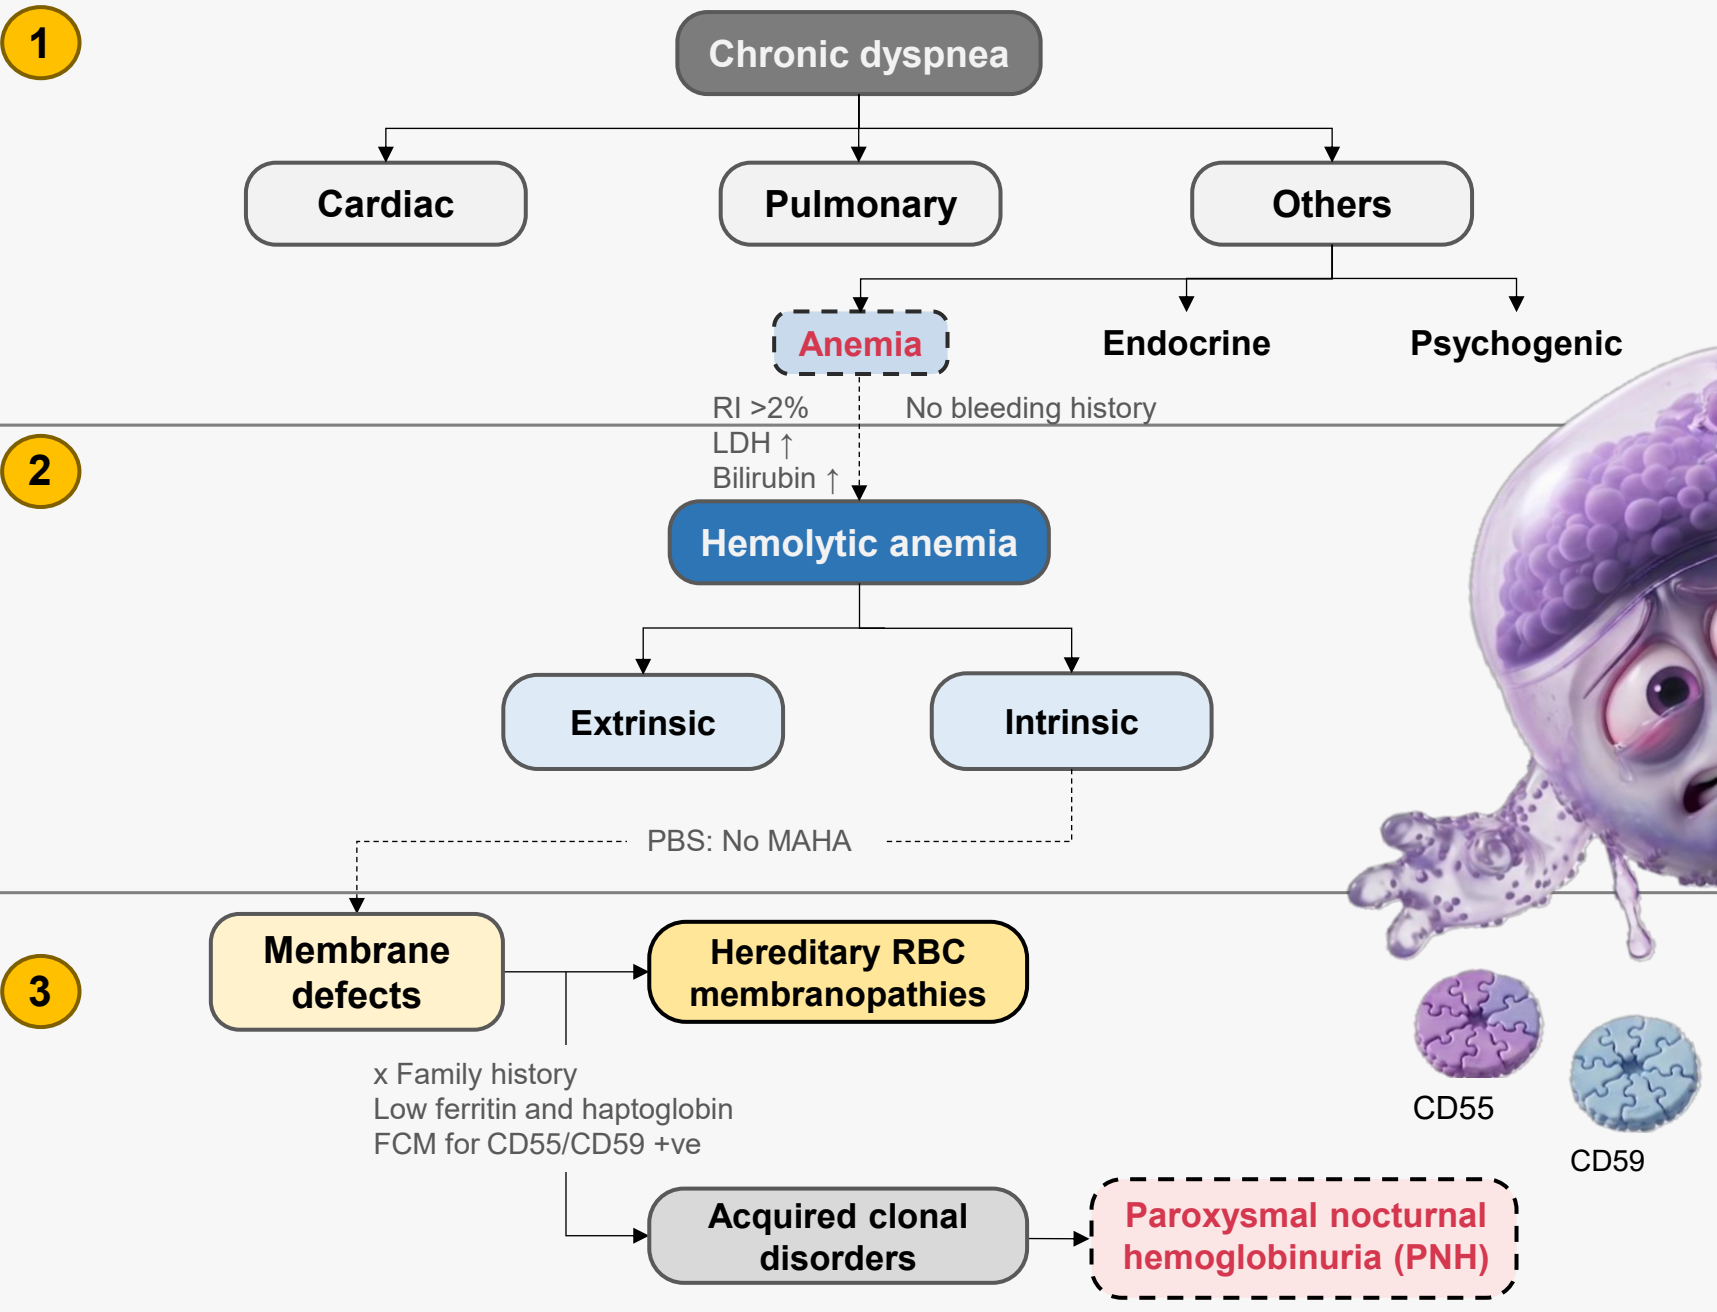 1
Chronic dyspnea
Cardiac
Pulmonary
Others
Anemia
Endocrine
Psychogenic
RI >2%
No bleeding history
2
LDH ↑
Bilirubin ↑
Hemolytic anemia
Extrinsic
Intrinsic
PBS: No MAHA
3
Membrane
defects
Hereditary RBC
membranopathies
x Family history
Low ferritin and haptoglobin
FCM for CD55/CD59 +ve
CD55
CD59
Acquired clonal
disorders
Paroxysmal nocturnal
hemoglobinuria (PNH)